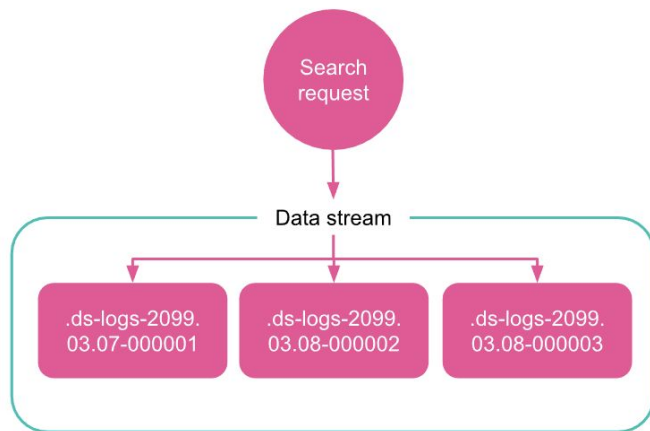 Search
request
Data stream
.ds-logs-2099.
03.07-000001
.ds-logs-2099.
03.08-000002
.ds-logs-2099.
03.08-000003